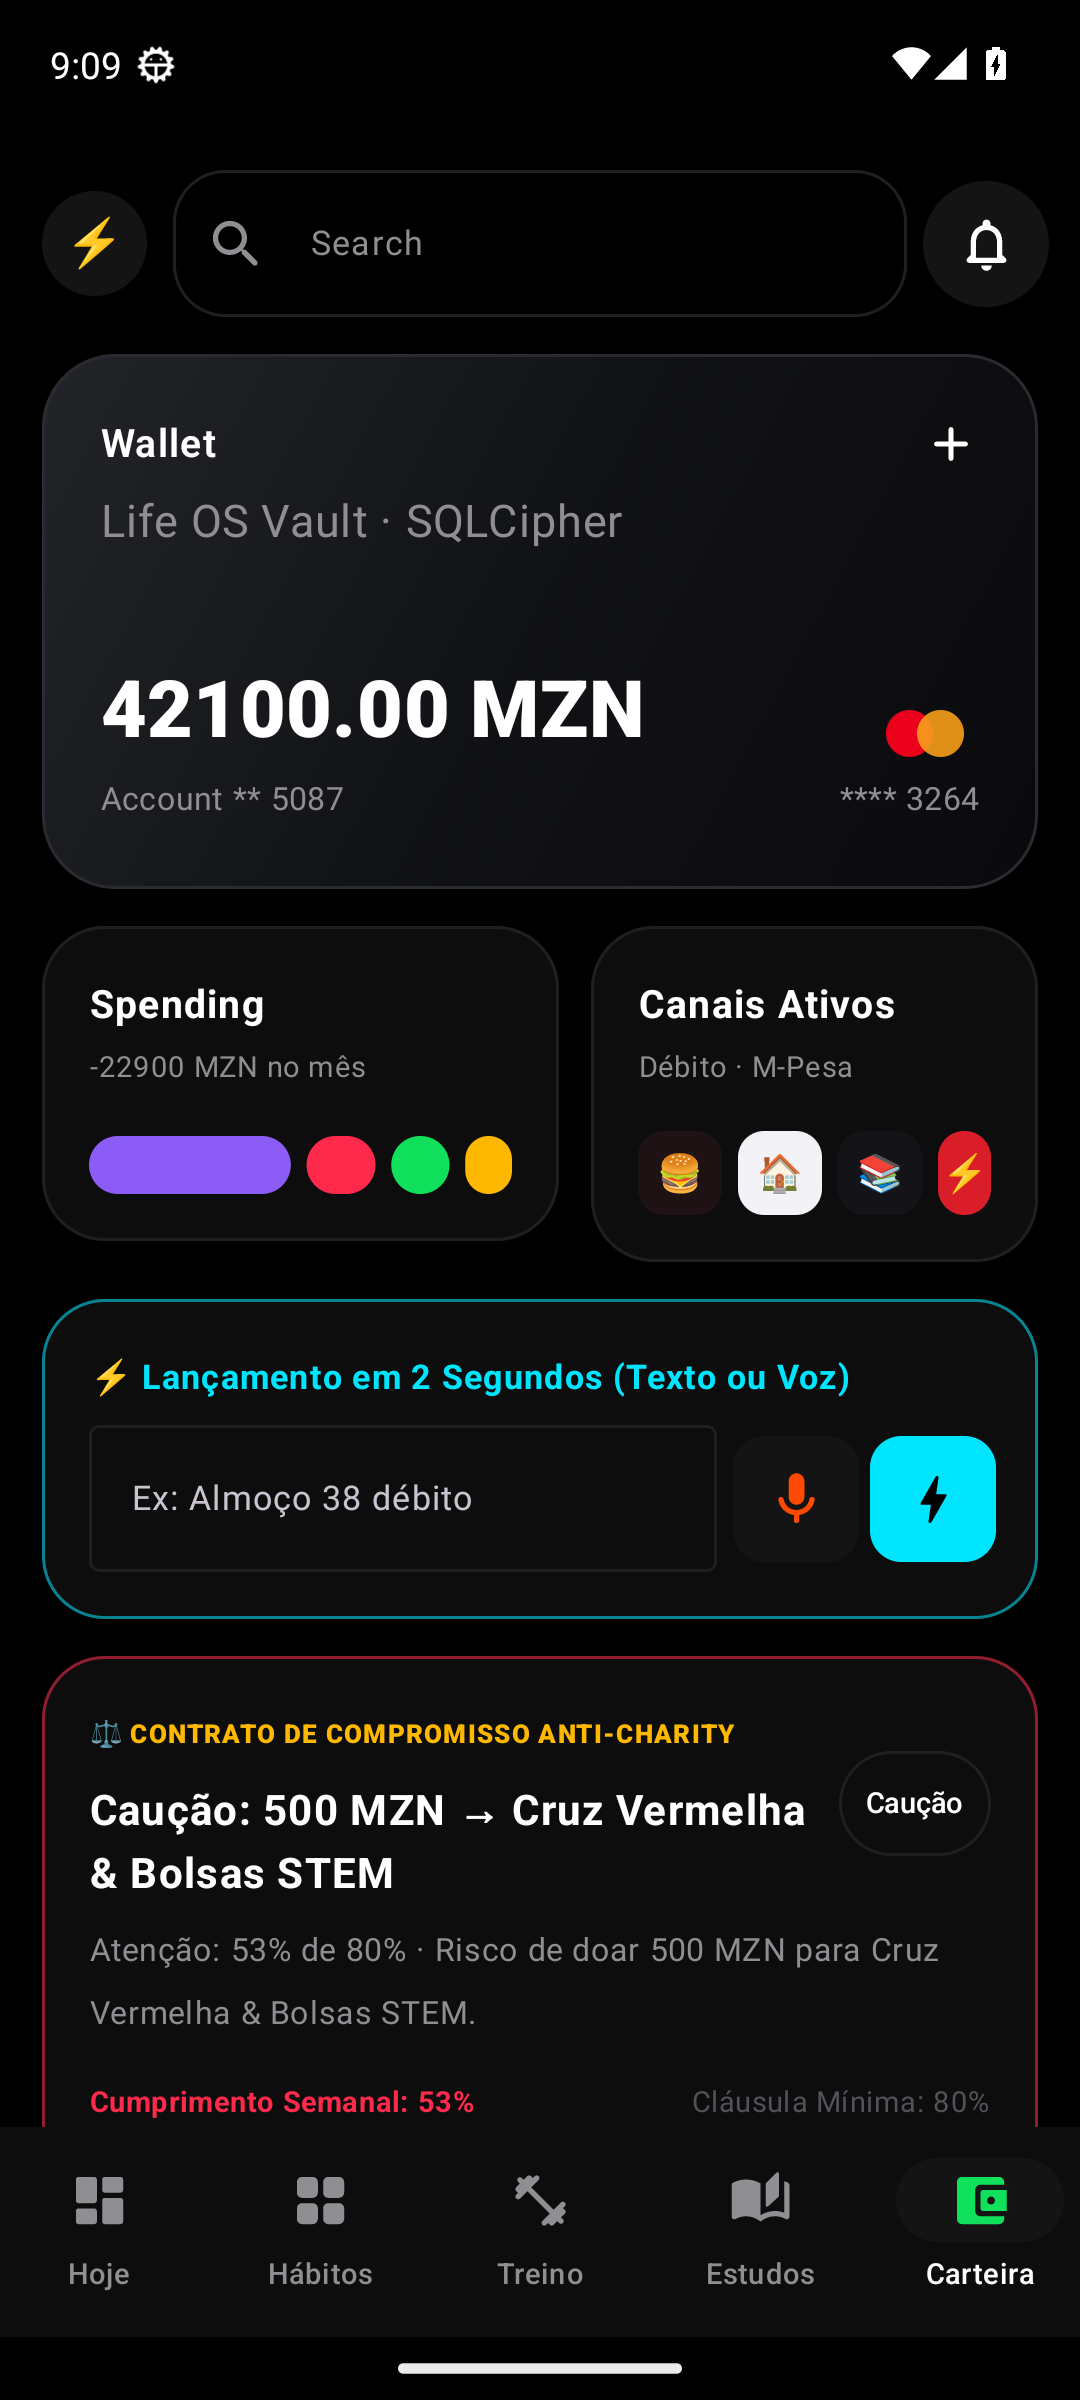 9:09
Search
Wallet
Life OS Vault · SQLCipher
42100.00 MZN
Account ** 5087
**** 3264
Spending
-22900 MZN no mês
Canais Ativos
Débito · M-Pesa
⚡ Lançamento em 2 Segundos (Texto ou Voz)
Ex: Almoço 38 débito
⚖️ CONTRATO DE COMPROMISSO ANTI-CHARITY
Caução: 500 MZN → Cruz Vermelha
& Bolsas STEM
Caução
Atenção: 53% de 80% · Risco de doar 500 MZN para Cruz
Vermelha & Bolsas STEM.
Cumprimento Semanal: 53%
Cláusula Mínima: 80%
Hoje
Hábitos
Treino
Estudos
Carteira